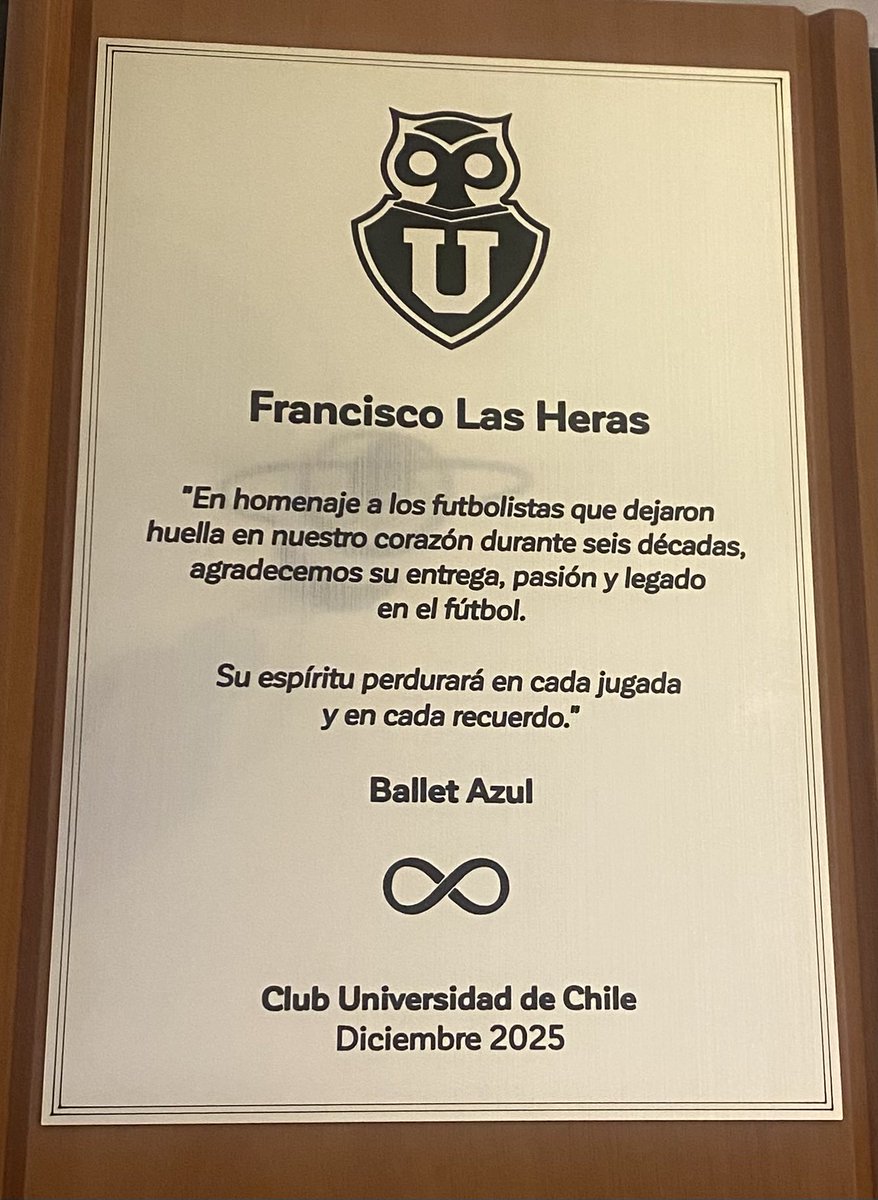 U
Francisco Las Heras
"En homenaje a los futbolistas que dejaron
huella en nuestro corazón durante seis décadas,
agradecemos su entrega, pasión y legado
en el fútbol.
Su espíritu perdurará en cada jugada
y en cada recuerdo."
Ballet Azul
Club Universidad de Chile
Diciembre 2025